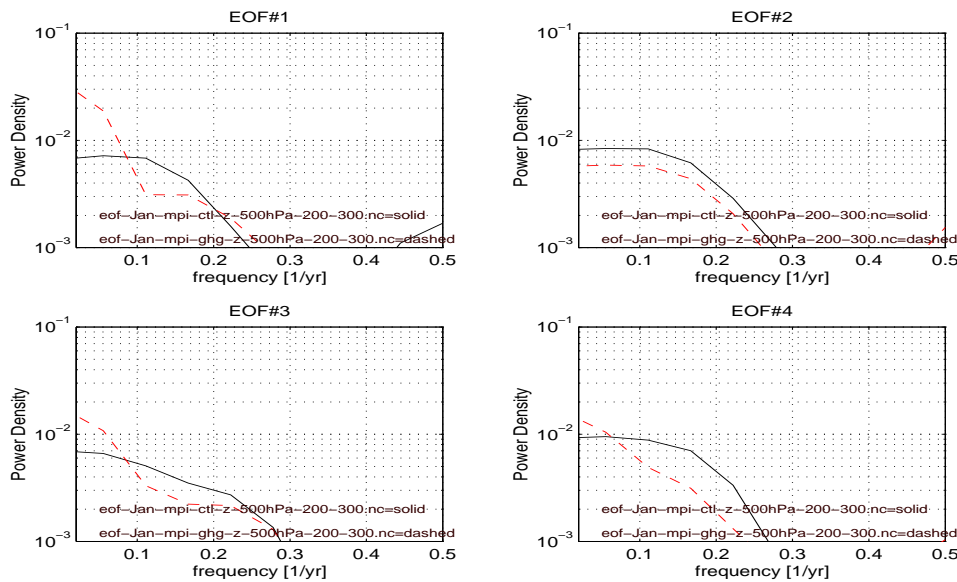 EOF#1
10⁻¹
10⁻²
10⁻³
Power Density
eof-Jan-mpi-ctl-z-500hPa-200-300.nc=solid
eof-Jan-mpi-ghg-z-500hPa-200-300.nc=dashed
0.1 0.2 0.3 0.4 0.5
frequency [1/yr]
EOF#2
10⁻¹
10⁻²
10⁻³
Power Density
eof-Jan-mpi-ctl-z-500hPa-200-300.nc=solid
eof-Jan-mpi-ghg-z-500hPa-200-300.nc=dashed
0.1 0.2 0.3 0.4 0.5
frequency [1/yr]
EOF#3
10⁻¹
10⁻²
10⁻³
Power Density
eof-Jan-mpi-ctl-z-500hPa-200-300.nc=solid
eof-Jan-mpi-ghg-z-500hPa-200-300.nc=dashed
0.1 0.2 0.3 0.4 0.5
frequency [1/yr]
EOF#4
10⁻¹
10⁻²
10⁻³
Power Density
eof-Jan-mpi-ctl-z-500hPa-200-300.nc=solid
eof-Jan-mpi-ghg-z-500hPa-200-300.nc=dashed
0.1 0.2 0.3 0.4 0.5
frequency [1/yr]